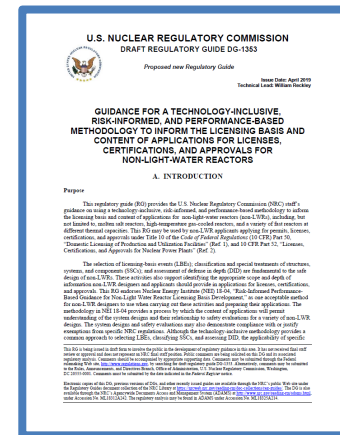 U.S. NUCLEAR REGULATORY COMMISSION
DRAFT REGULATORY GUIDE DG-1353
Proposed new Regulatory Guide
Issue Date: April 2019
Technical Lead: William Reckley
GUIDANCE FOR A TECHNOLOGY-INCLUSIVE,
RISK-INFORMED, AND PERFORMANCE-BASED
METHODOLOGY TO INFORM THE LICENSING BASIS AND
CONTENT OF APPLICATIONS FOR LICENSES,
CERTIFICATIONS, AND APPROVALS FOR
NON-LIGHT-WATER REACTORS
A. INTRODUCTION
Purpose
This regulatory guide (RG) provides the U.S. Nuclear Regulatory Commission (NRC) staff's
guidance on using a technology-inclusive, risk-informed, and performance-based methodology to inform
the licensing basis and content of applications for non-light-water reactors (non-LWRs), including, but
not limited to, molten salt reactors, high-temperature gas-cooled reactors, and a variety of fast reactors at
different thermal capacities. This RG may be used by non-LWR applicants applying for permits, licenses,
certifications, and approvals under Title 10 of the Code of Federal Regulations (10 CFR) Part 50,
"Domestic Licensing of Production and Utilization Facilities" (Ref. 1), and 10 CFR Part 52, "Licenses,
Certifications, and Approvals for Nuclear Power Plants" (Ref. 2).
The selection of licensing-basis events (LBEs); classification and special treatments of structures,
systems, and components (SSCs); and assessment of defense in depth (DID) are fundamental to the safe
design of non-LWRs. These activities also support identifying the appropriate scope and depth of
information non-LWR designers and applicants should provide in applications for licenses, certifications,
and approvals. This RG endorses Nuclear Energy Institute (NEI) 18-04, "Risk-Informed Performance-
Based Guidance for Non-Light Water Reactor Licensing Basis Development," as one acceptable method
for non-LWR designers to use when carrying out these activities and preparing their applications. The
methodology in NEI 18-04 provides a process by which the content of applications will permit
understanding of the system designs and their relationship to safety evaluations for a variety of non-LWR
designs. The system designs and safety evaluations may also demonstrate compliance with or justify
exemptions from specific NRC regulations. Although the technology-inclusive methodology provides a
common approach to selecting LBEs, classifying SSCs, and assessing DID, the applicability of specific